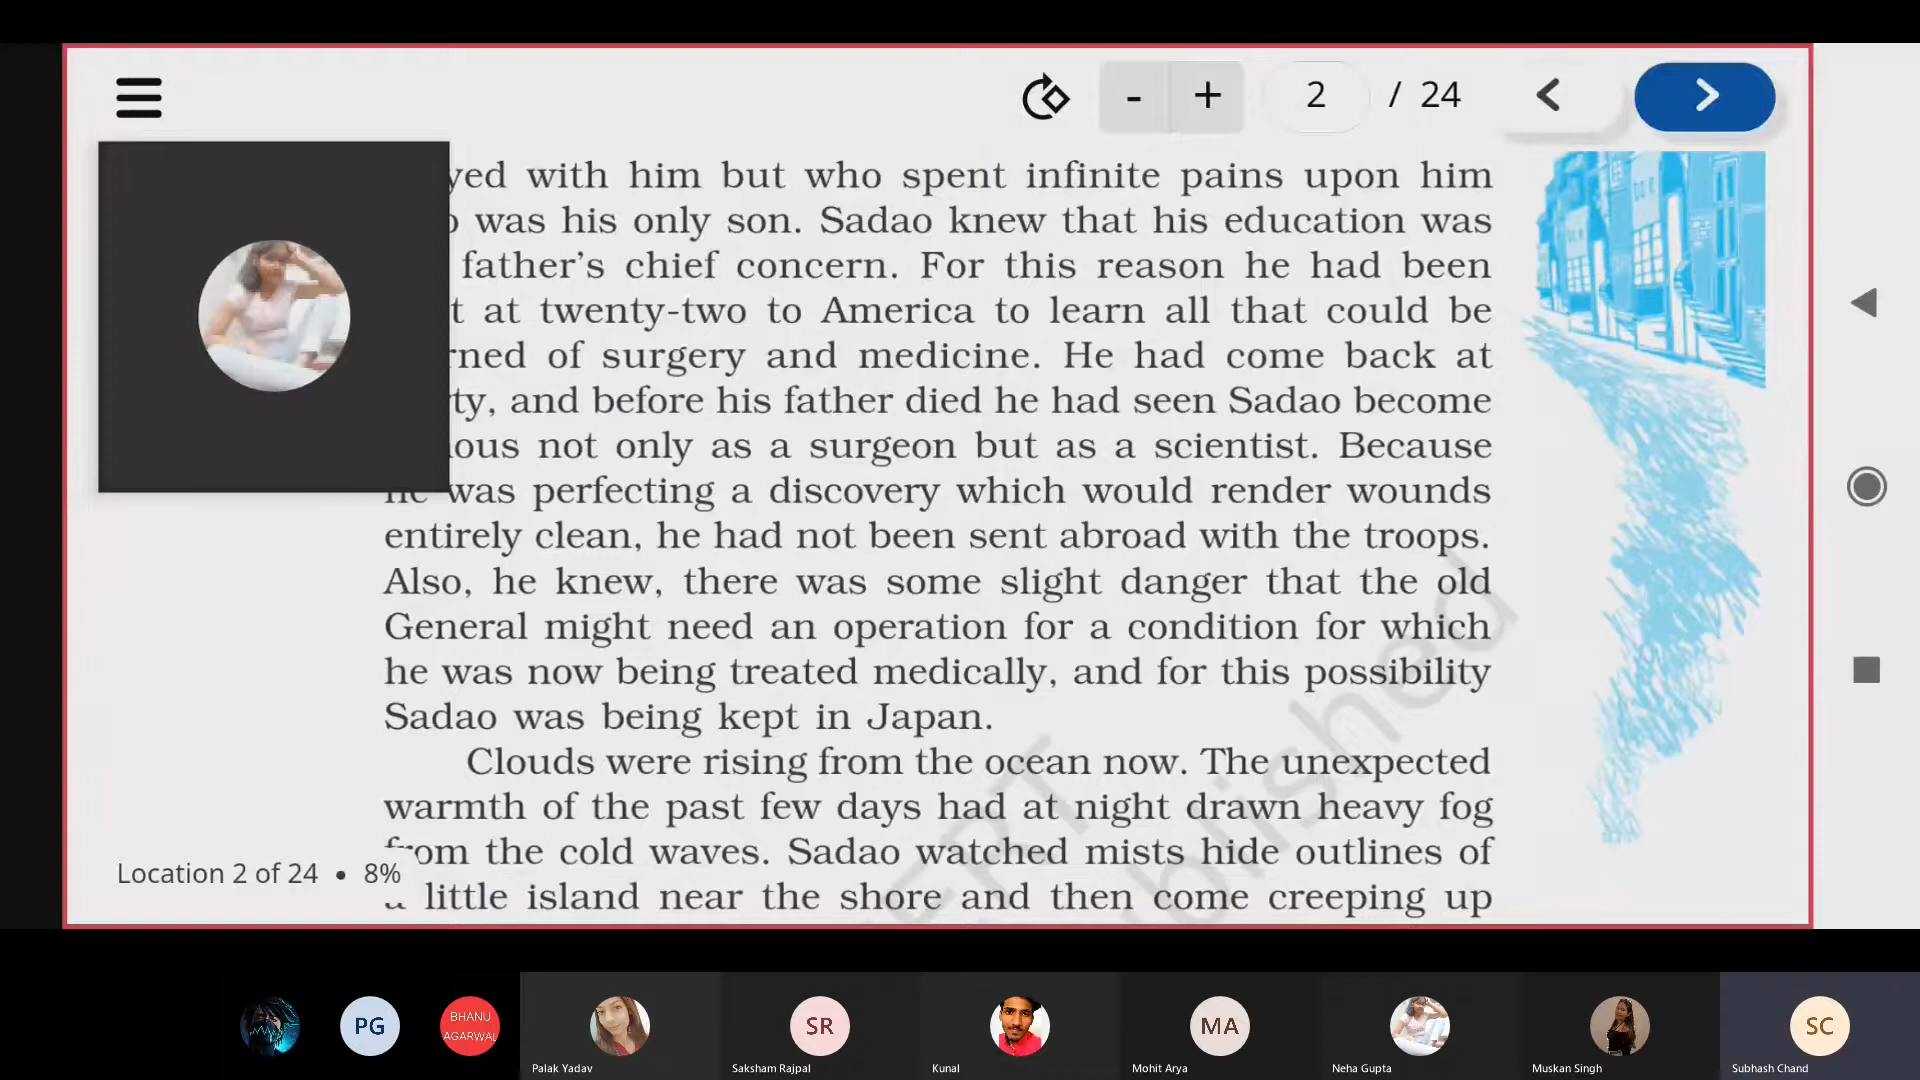 2 / 24
- +
with him but who spent infinite pains upon him
was his only son. Sadao knew that his education was
father's chief concern. For this reason he had been
at twenty-two to America to learn all that could be
of surgery and medicine. He had come back at
and before his father died he had seen Sadao become
not only as a surgeon but as a scientist. Because
he was perfecting a discovery which would render wounds
entirely clean, he had not been sent abroad with the troops.
Also, he knew, there was some slight danger that the old
General might need an operation for a condition for which
he was now being treated medically, and for this possibility
Sadao was being kept in Japan.
Clouds were rising from the ocean now. The unexpected
warmth of the past few days had at night drawn heavy fog
from the cold waves. Sadao watched mists hide outlines of
a little island near the shore and then come creeping up
Location 2 of 24 • 8%
PG
BHANU
AGARWAL
SR
MA
SC
Palak Yadav
Saksham Rajpal
Kunal
Mohit Arya
Neha Gupta
Muskan Singh
Subhash Chand